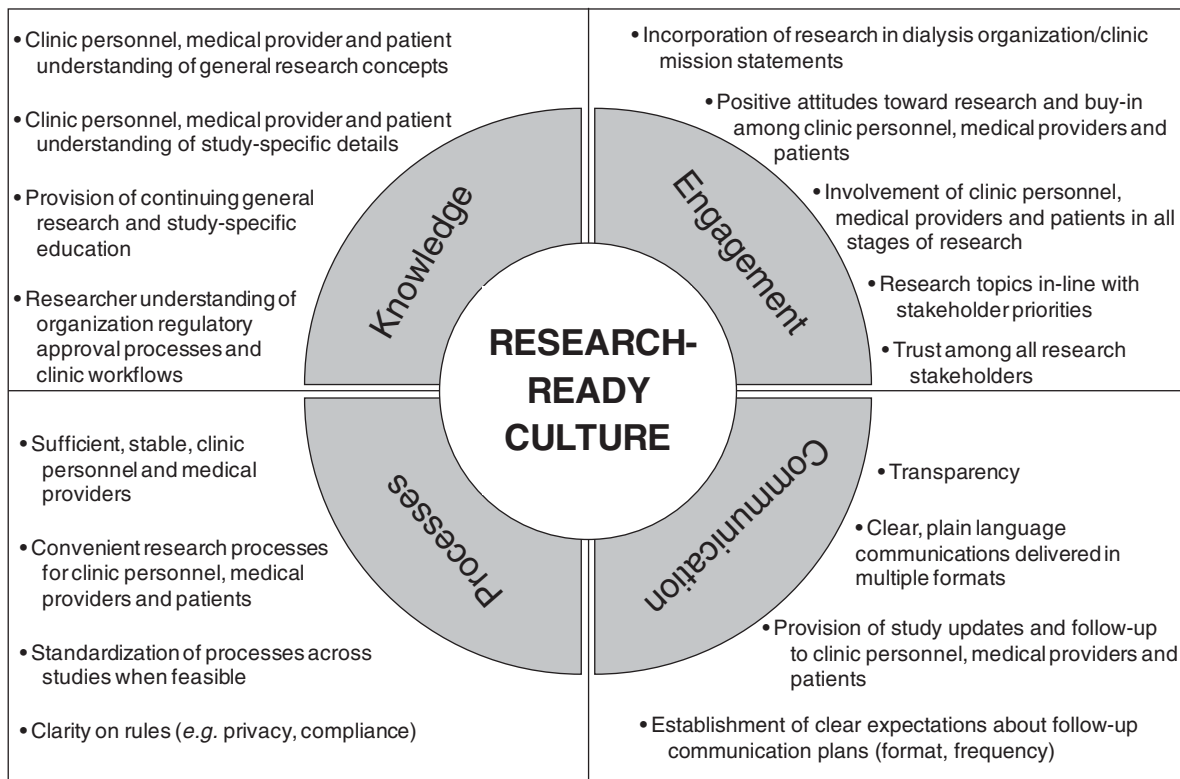 • Clinic personnel, medical provider and patient
understanding of general research concepts
• Clinic personnel, medical provider and patient
understanding of study-specific details
• Provision of continuing general
research and study-specific
education
• Researcher understanding of
organization regulatory
approval processes and
clinic workflows
Knowledge
• Incorporation of research in dialysis organization/clinic
mission statements
• Positive attitudes toward research and buy-in
among clinic personnel, medical providers and
patients
• Involvement of clinic personnel,
medical providers and patients in all
stages of research
• Research topics in-line with
stakeholder priorities
• Trust among all research
stakeholders
Engagement
RESEARCH-
READY
CULTURE
• Sufficient, stable, clinic
personnel and medical
providers
• Convenient research processes
for clinic personnel, medical
providers and patients
• Standardization of processes across
studies when feasible
• Clarity on rules (e.g. privacy, compliance)
Processes
• Transparency
• Clear, plain language
communications delivered in
multiple formats
• Provision of study updates and follow-up
to clinic personnel, medical providers and
patients
• Establishment of clear expectations about follow-up
communication plans (format, frequency)
Communication